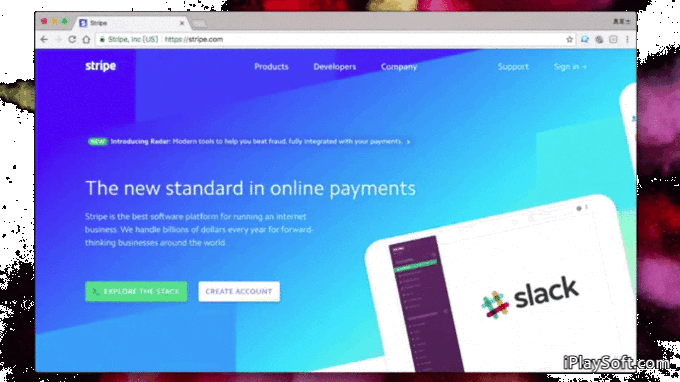 Stripe
Stripe, Inc [US] https://stripe.com
stripe
Products Developers Company Support Sign in
NEW Introducing Radar: Modern tools to help you beat fraud, fully integrated with your payments.
The new standard in online payments
Stripe is the best software platform for running an internet
business. We handle billions of dollars every year for forward-
thinking businesses around the world.
EXPLORE THE STACK CREATE ACCOUNT
slack
iPlaySoft.com